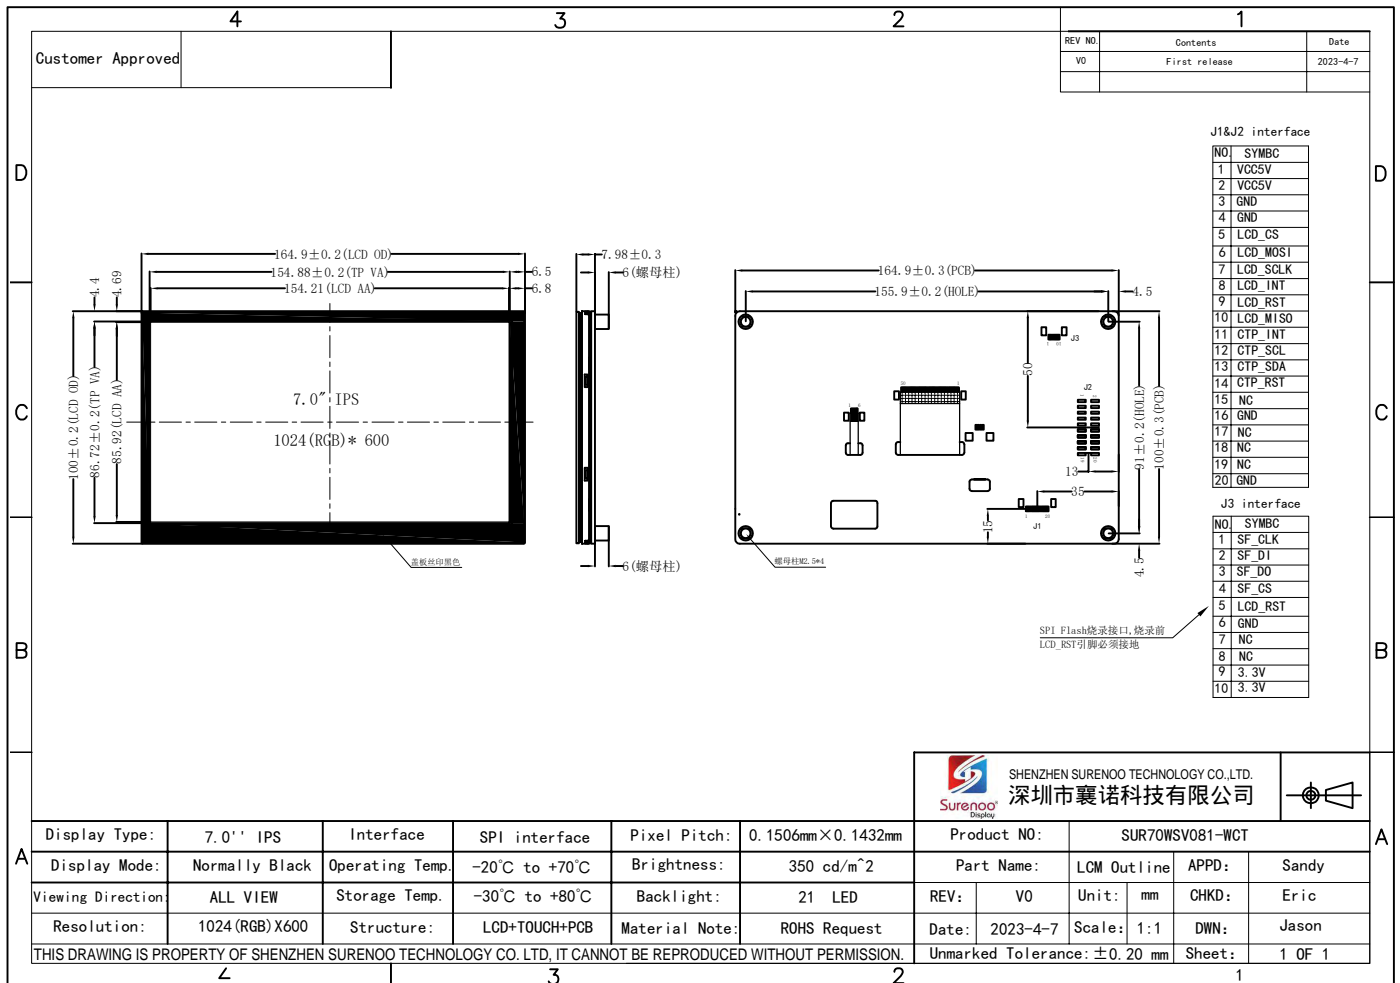 4 3 2 1
Customer Approved
REV NO. Contents Date
V0 First release 2023-4-7
D D
C C
B B
A A
J1&J2 interface
NO. SYMBC
1 VCC5V
2 VCC5V
3 GND
4 GND
5 LCD_CS
6 LCD_MOSI
7 LCD_SCLK
8 LCD_INT
9 LCD_RST
10 LCD_MISO
11 CTP_INT
12 CTP_SCL
13 CTP_SDA
14 CTP_RST
15 NC
16 GND
17 NC
18 NC
19 NC
20 GND
J3 interface
NO. SYMBC
1 SF_CLK
2 SF_DI
3 SF_DO
4 SF_CS
5 LCD_RST
6 GND
7 NC
8 NC
9 3.3V
10 3.3V
164.9±0.2(LCD OD)
154.88±0.2(TP VA)
154.21(LCD AA)
6.5
6.8
4.4
4.69
100±0.2(LCD OD)
86.72±0.2(TP VA)
85.92(LCD AA)
7.0" IPS
1024(RGB)* 600
盖板丝印黑色
7.98±0.3
6(螺母柱)
6(螺母柱)
164.9±0.3(PCB)
155.9±0.2(HOLE)
4.5
J3
50
J2
91±0.2(HOLE)
100±0.3(PCB)
13
35
15
J1
4.5
螺母柱M2.5*4
SPI Flash烧录接口,烧录前
LCD_RST引脚必须接地
Surenoo
Display
SHENZHEN SURENOO TECHNOLOGY CO.,LTD.
深圳市襄诺科技有限公司
Display Type: 7.0'' IPS Interface SPI interface Pixel Pitch: 0.1506mm×0.1432mm Product NO: SUR70WSV081-WCT
Display Mode: Normally Black Operating Temp. -20℃ to +70℃ Brightness: 350 cd/m^2 Part Name: LCM Outline APPD: Sandy
Viewing Direction: ALL VIEW Storage Temp. -30℃ to +80℃ Backlight: 21 LED REV: V0 Unit: mm CHKD: Eric
Resolution: 1024(RGB)X600 Structure: LCD+TOUCH+PCB Material Note: ROHS Request Date: 2023-4-7 Scale: 1:1 DWN: Jason
THIS DRAWING IS PROPERTY OF SHENZHEN SURENOO TECHNOLOGY CO. LTD, IT CANNOT BE REPRODUCED WITHOUT PERMISSION. Unmarked Tolerance: ±0.20 mm Sheet: 1 OF 1
4 3 2 1